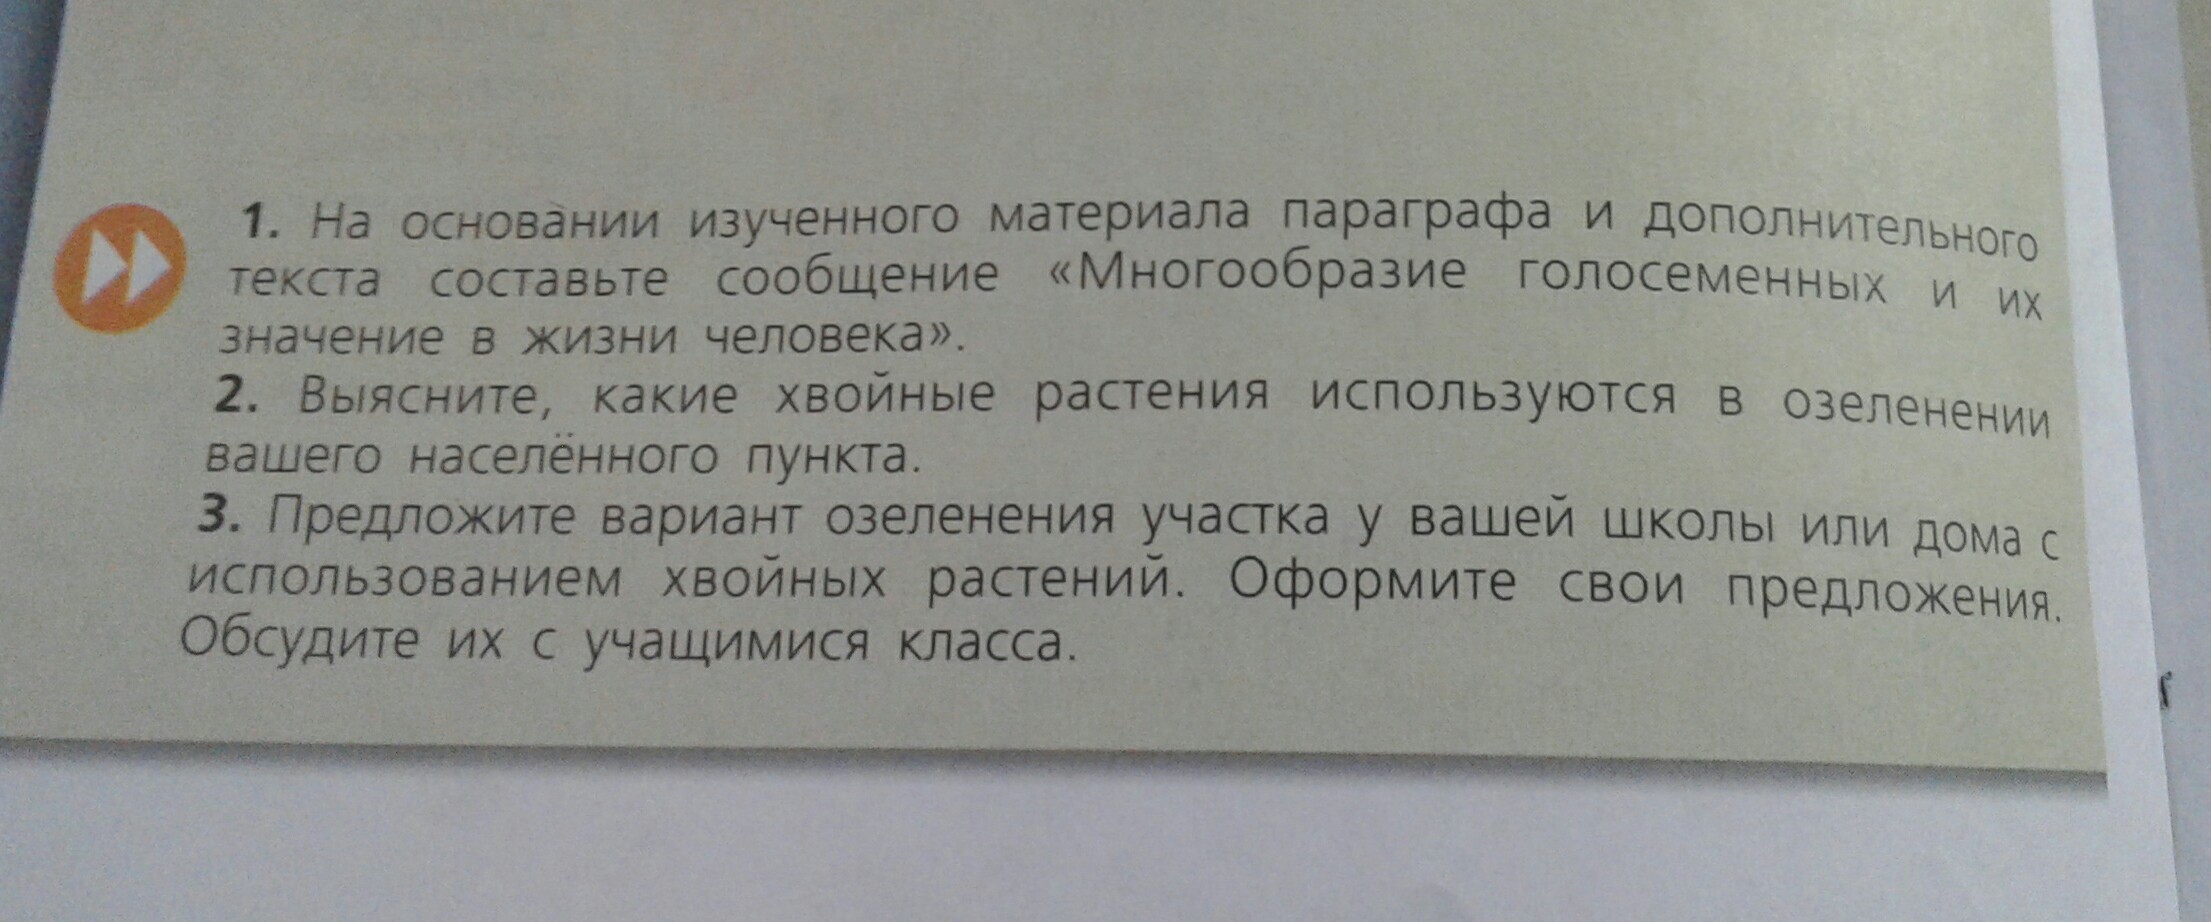 1. На основании изученного материала параграфа и дополнительного
текста составьте сообщение «Многообразие голосеменных и их
значение в жизни человека».
2. Выясните, какие хвойные растения используются в озеленении
вашего населённого пункта.
3. Предложите вариант озеленения участка у вашей школы или дома с
использованием хвойных растений. Оформите свои предложения.
Обсудите их с учащимися класса.